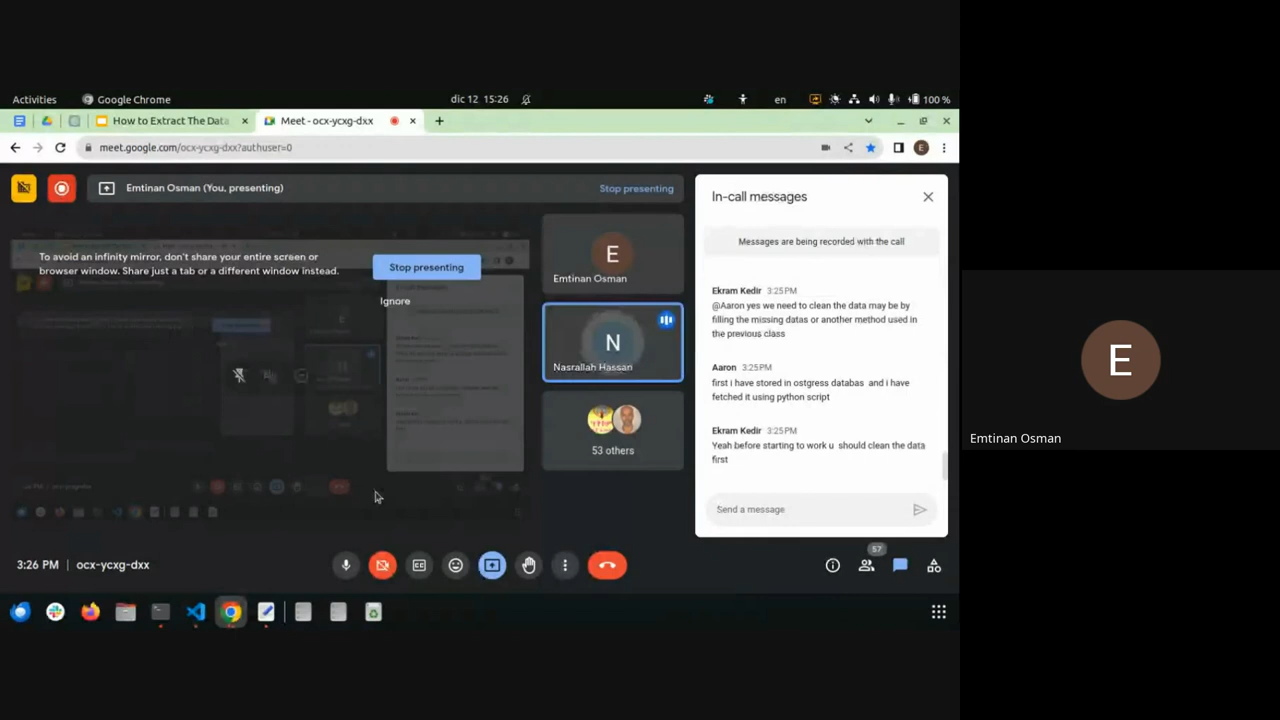 Activities
Google Chrome
dic 12 15:26
en
100 %
How to Extract The Data
Meet - ocx-ycxg-dxx
meet.google.com/ocx-ycxg-dxx?authuser=0
E
Emtinan Osman (You, presenting)
Stop presenting
To avoid an infinity mirror, don't share your entire screen or
browser window. Share just a tab or a different window instead.
Stop presenting
Ignore
E
Emtinan Osman
N
Nasrallah Hassan
53 others
In-call messages
Messages are being recorded with the call
Ekram Kedir 3:25 PM
@Aaron yes we need to clean the data may be by
filling the missing datas or another method used in
the previous class
Aaron 3:25 PM
first i have stored in ostgress databas and i have
fetched it using python script
Ekram Kedir 3:25 PM
Yeah before starting to work u should clean the data
first
Send a message
3:26 PM | ocx-ycxg-dxx
57
E
Emtinan Osman